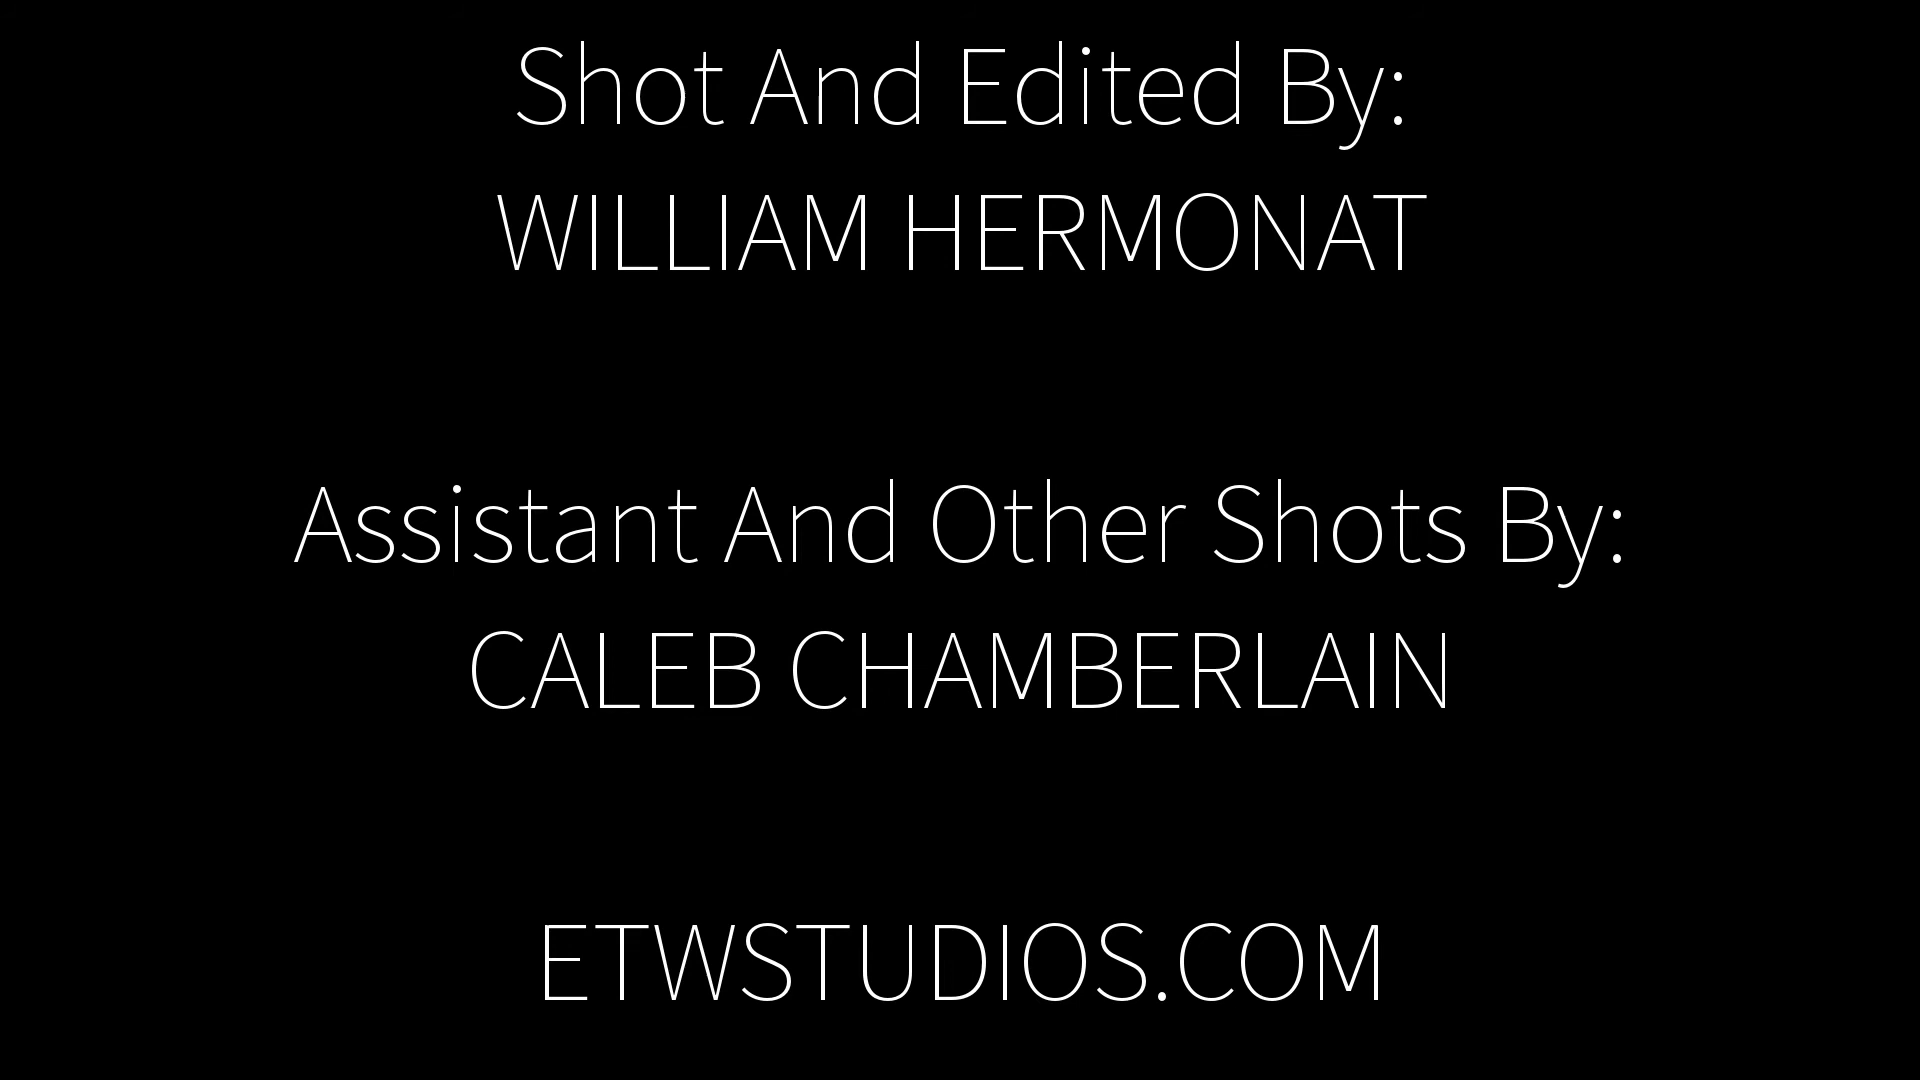 Shot And Edited By:
WILLIAM HERMONAT
Assistant And Other Shots By:
CALEB CHAMBERLAIN
ETWSTUDIOS.COM